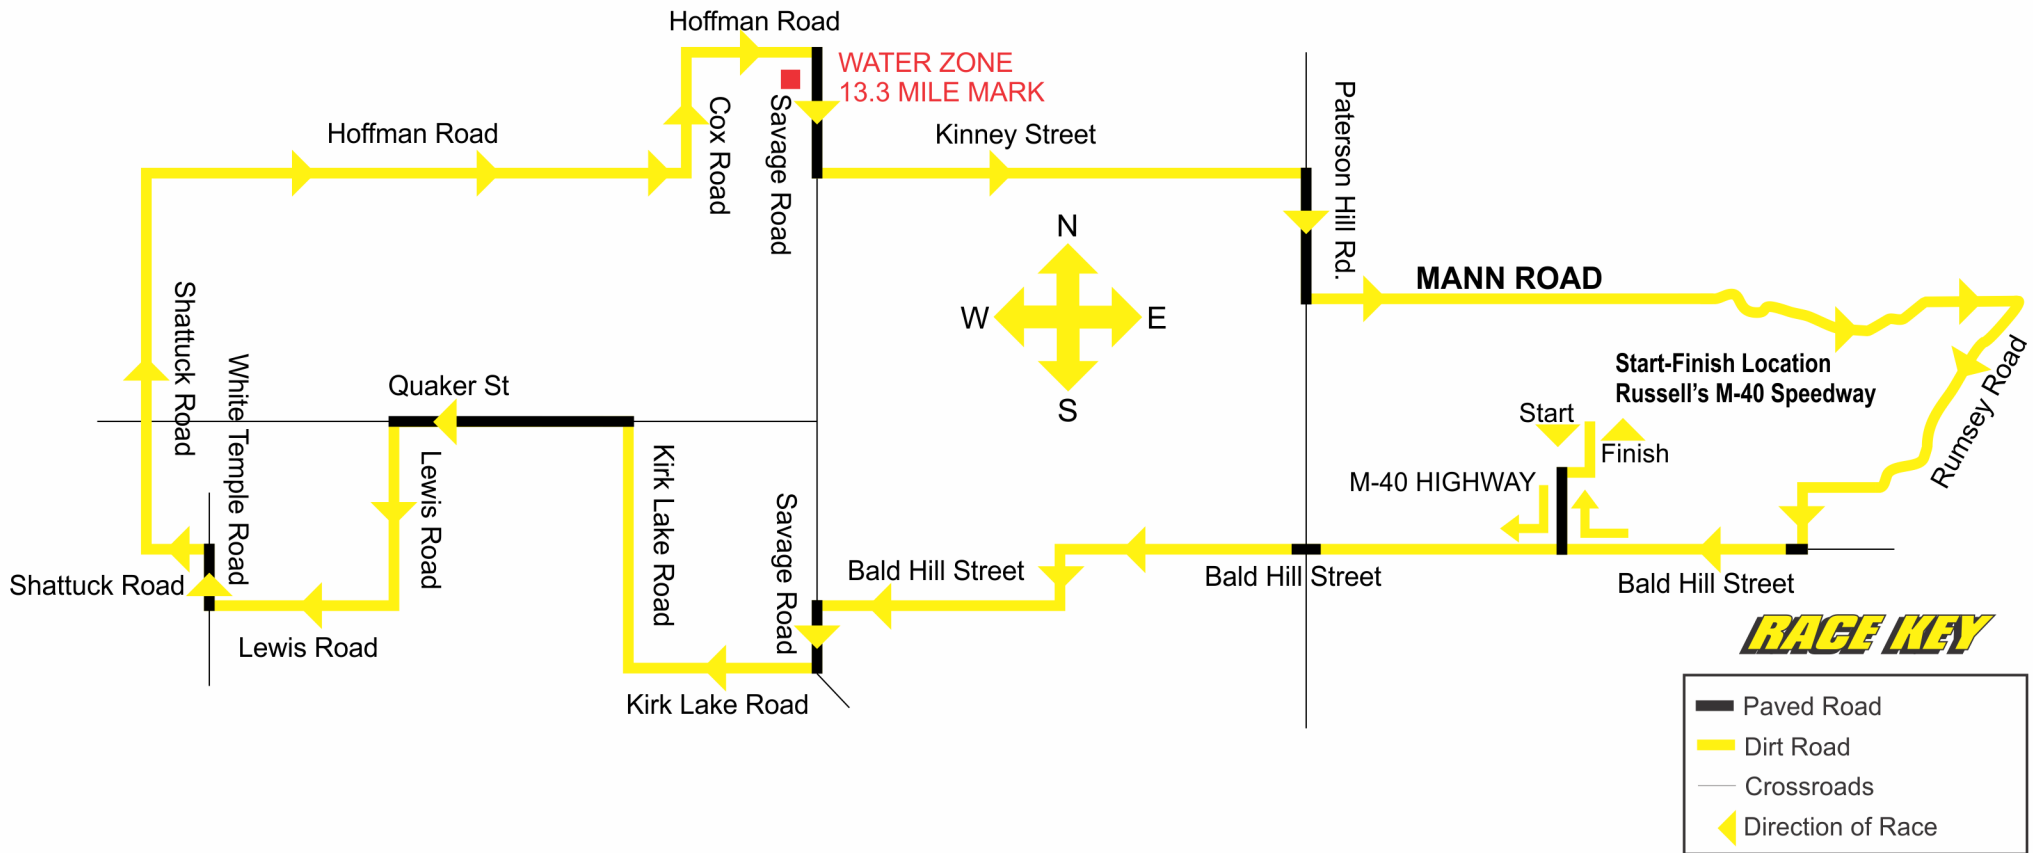 Hoffman Road
WATER ZONE
13.3 MILE MARK
Hoffman Road
Cox Road
Savage Road
Kinney Street
Paterson Hill Rd.
N
W
E
S
MANN ROAD
Shattuck Road
White Temple Road
Quaker St
Start-Finish Location
Russell's M-40 Speedway
Rumsey Road
Start
Finish
M-40 HIGHWAY
Lewis Road
Kirk Lake Road
Savage Road
Shattuck Road
Bald Hill Street
Bald Hill Street
Bald Hill Street
Lewis Road
Kirk Lake Road
RACE KEY
Paved Road
Dirt Road
Crossroads
Direction of Race